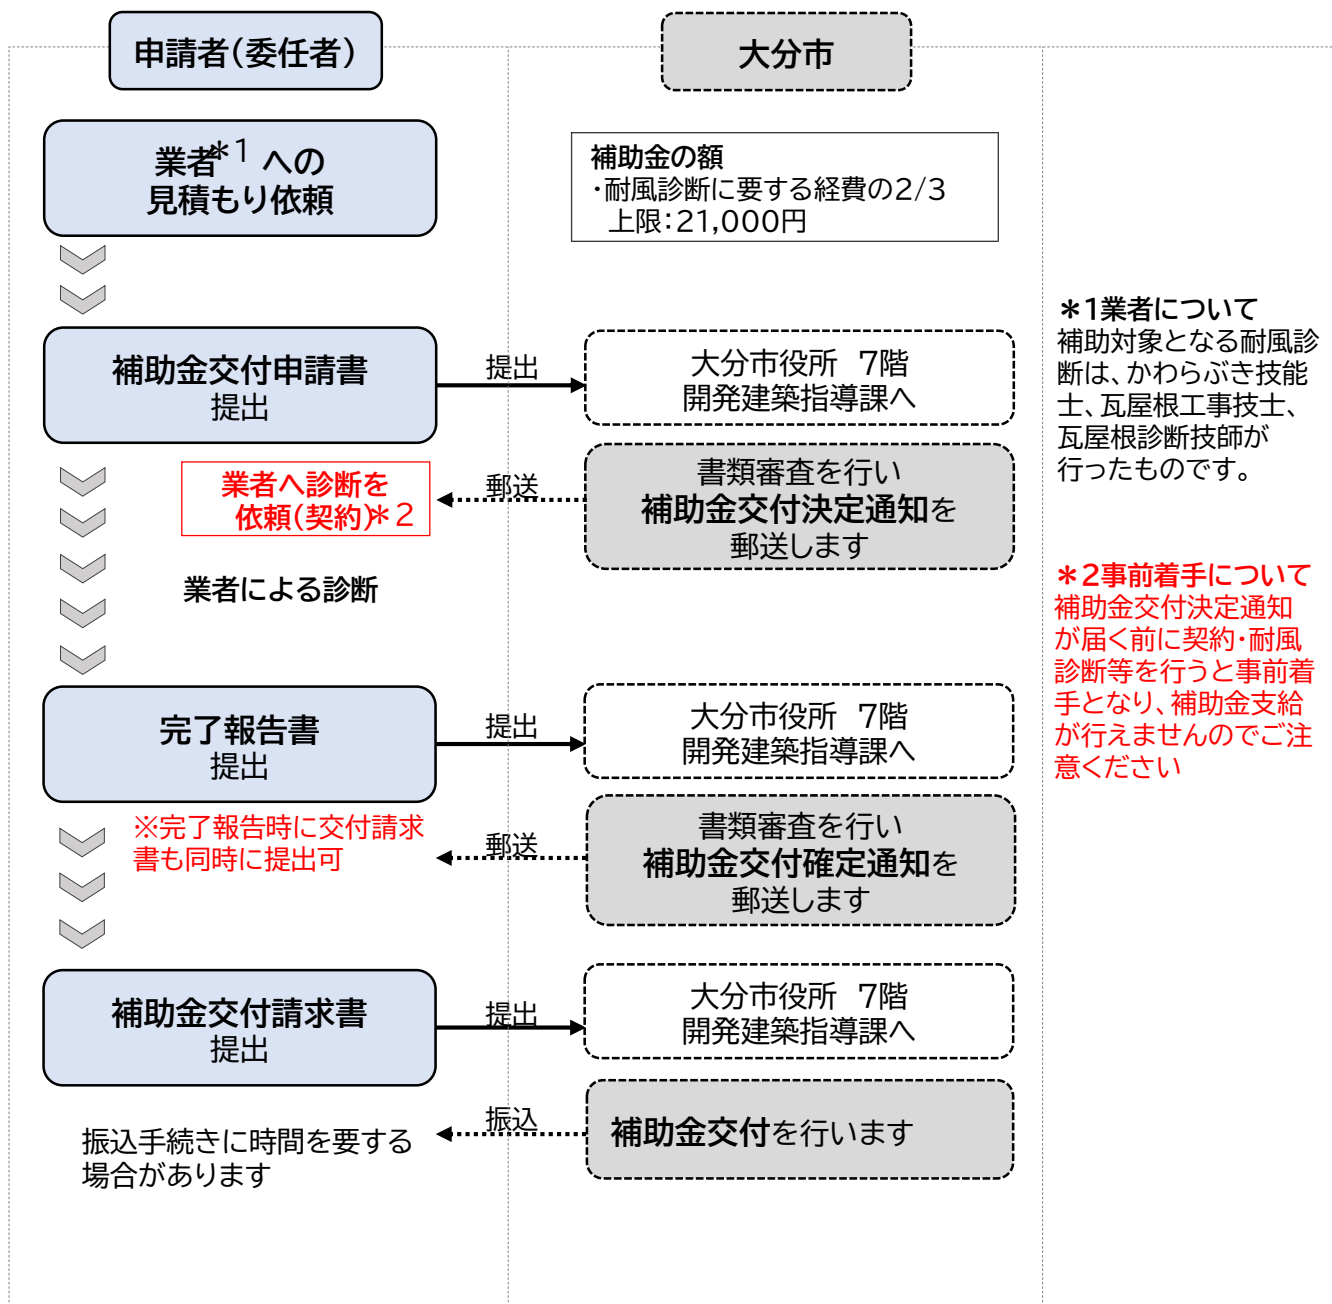 申請者(委任者)
大分市
業者*1 への
見積もり依頼
補助金の額
・耐風診断に要する経費の2/3
上限：21,000円
補助金交付申請書
提出
提出
大分市役所 7階
開発建築指導課へ
業者へ診断を
依頼(契約)*2
郵送
書類審査を行い
補助金交付決定通知を
郵送します
業者による診断
完了報告書
提出
提出
大分市役所 7階
開発建築指導課へ
※完了報告時に交付請求
書も同時に提出可
郵送
書類審査を行い
補助金交付確定通知を
郵送します
補助金交付請求書
提出
提出
大分市役所 7階
開発建築指導課へ
振込手続きに時間を要する
場合があります
振込
補助金交付を行います
*1業者について
補助対象となる耐風診
断は、かわらぶき技能
士、瓦屋根工事技士、
瓦屋根診断技師が
行ったものです。
*2事前着手について
補助金交付決定通知
が届く前に契約・耐風
診断等を行うと事前着
手となり、補助金支給
が行えませんのでご注
意ください